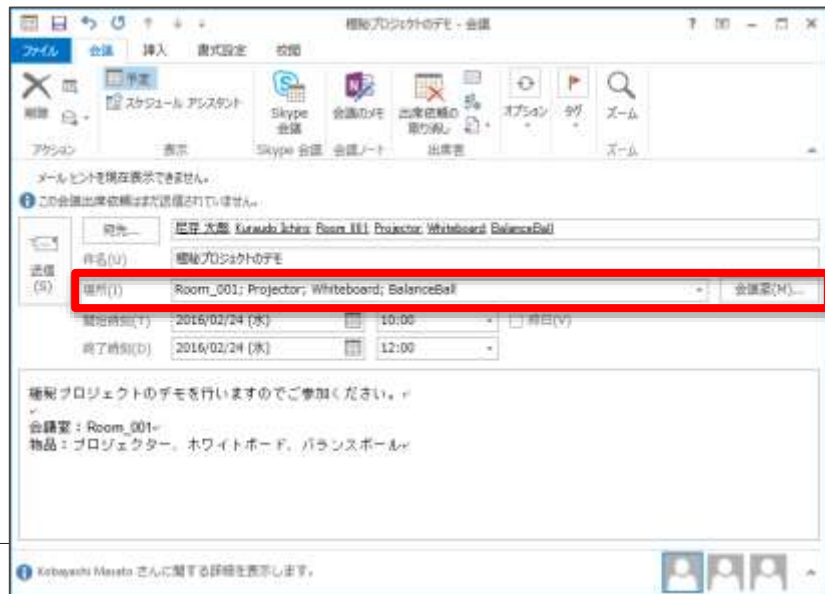 極秘プロジェクトのデモ - 会議
ファイル 会議 挿入 書式設定 校閲
削除
予定
スケジュール アシスタント
Skype 会議
会議のメモ
出席依頼の取り消し
オプション
タグ
ズーム
アクション 表示 Skype 会議 会議ノート 出席者 ズーム
メール ヒントを現在表示できません。
この会議出席依頼はまだ送信されていません。
送信(S)
宛先... 太郎 Kuraudo Ichiro Room_001 Projector Whiteboard BalanceBall
件名(U) 極秘プロジェクトのデモ
場所(I) Room_001; Projector; Whiteboard; BalanceBall 会議室(M)...
開始時刻(T) 2016/02/24 (水) 10:00 終日(V)
終了時刻(D) 2016/02/24 (水) 12:00
極秘プロジェクトのデモを行いますのでご参加ください。
会議室:Room_001
物品:プロジェクター、ホワイトボード、バランスボール
Kobayashi Masato さんに関する詳細を表示します。